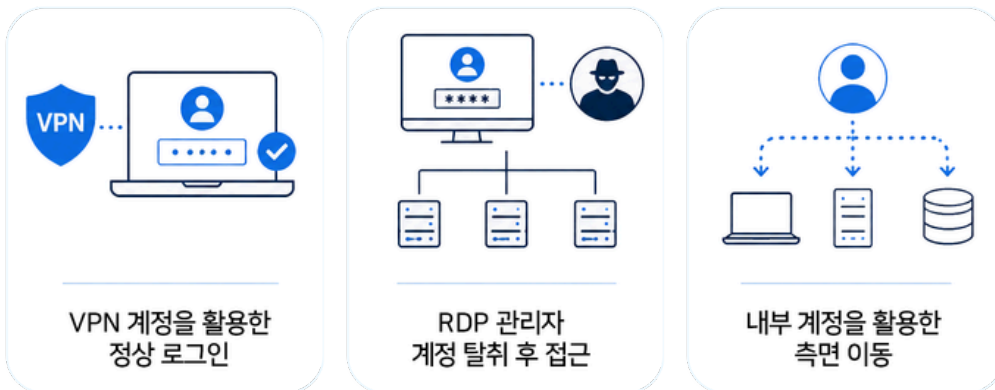 VPN
VPN 계정을 활용한
정상 로그인
****
RDP 관리자
계정 탈취 후 접근
내부 계정을 활용한
측면 이동